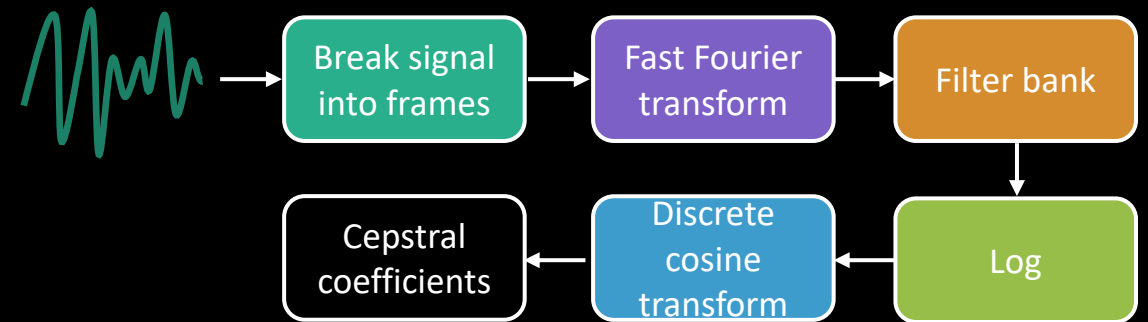 Break signal
into frames
Fast Fourier
transform
Filter bank
Log
Discrete
cosine
transform
Cepstral
coefficients